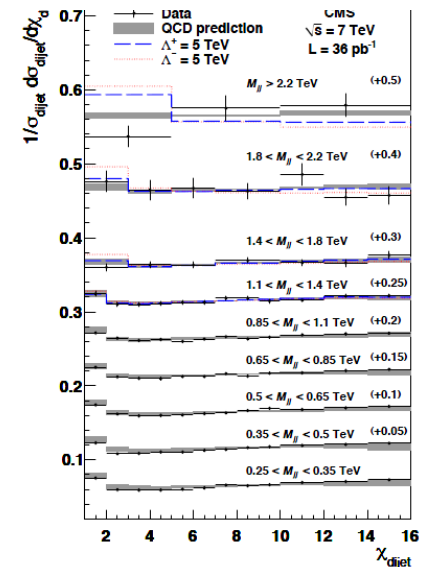 Data CMS
QCD prediction √s = 7 TeV
Λ+ = 5 TeV L = 36 pb-1
Λ- = 5 TeV
1/σdijet dσdijet/dχd
Mjj > 2.2 TeV (+0.5)
1.8 < Mjj < 2.2 TeV (+0.4)
1.4 < Mjj < 1.8 TeV (+0.3)
1.1 < Mjj < 1.4 TeV (+0.25)
0.85 < Mjj < 1.1 TeV (+0.2)
0.65 < Mjj < 0.85 TeV (+0.15)
0.5 < Mjj < 0.65 TeV (+0.1)
0.35 < Mjj < 0.5 TeV (+0.05)
0.25 < Mjj < 0.35 TeV
0.7
0.6
0.5
0.4
0.3
0.2
0.1
2 4 6 8 10 12 14 16
χdijet